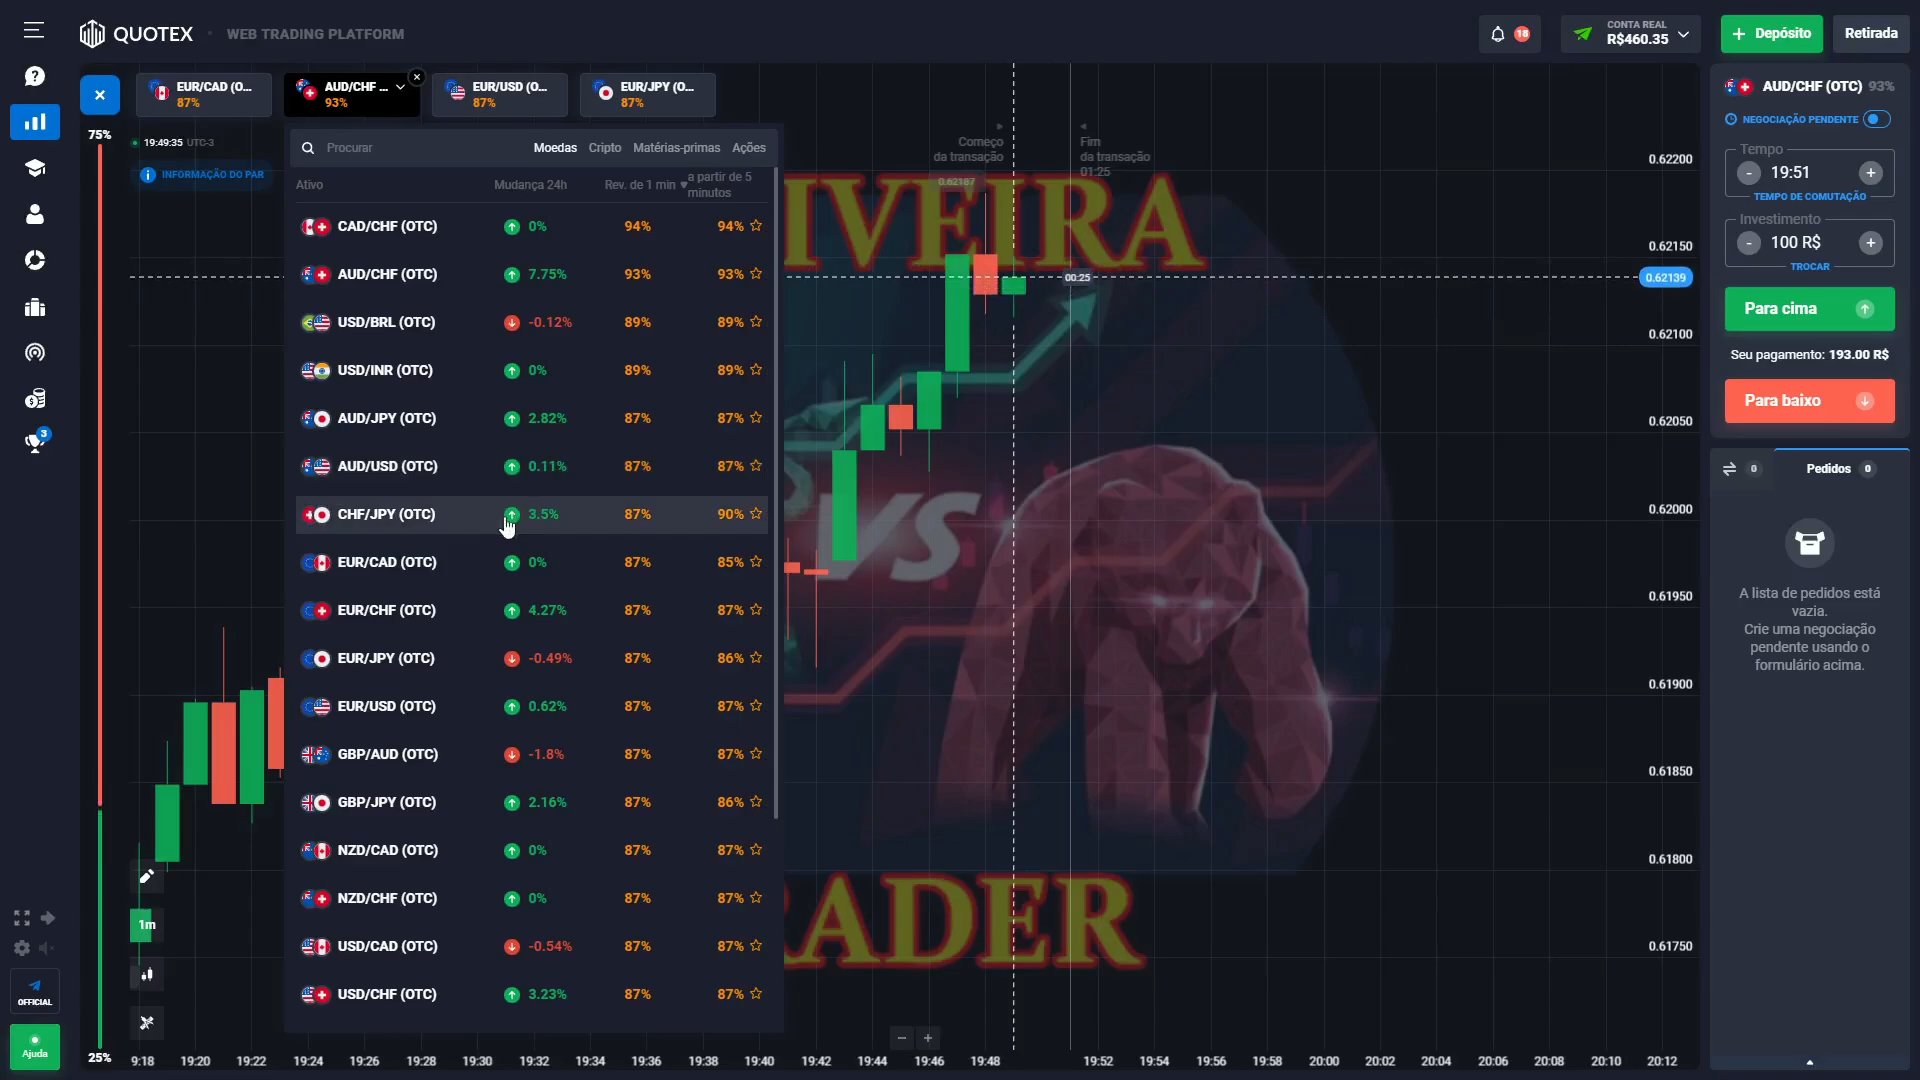 QUOTEX
WEB TRADING PLATFORM
18
CONTA REAL
R$460.35
+ Depósito
Retirada
EUR/CAD (O...
87%
AUD/CHF ...
93%
EUR/USD (O...
87%
EUR/JPY (O...
87%
75%
19:49:35 UTC-3
INFORMAÇÃO DO PAR
Procurar
Moedas
Cripto
Matérias-primas
Ações
Ativo
Mudança 24h
Rev. de 1 min
a partir de 5
minutos
CAD/CHF (OTC) 0% 94% 94%
AUD/CHF (OTC) 7.75% 93% 93%
USD/BRL (OTC) -0.12% 89% 89%
USD/INR (OTC) 0% 89% 89%
AUD/JPY (OTC) 2.82% 87% 87%
AUD/USD (OTC) 0.11% 87% 87%
CHF/JPY (OTC) 3.5% 87% 90%
EUR/CAD (OTC) 0% 87% 85%
EUR/CHF (OTC) 4.27% 87% 87%
EUR/JPY (OTC) -0.49% 87% 86%
EUR/USD (OTC) 0.62% 87% 87%
GBP/AUD (OTC) -1.8% 87% 87%
GBP/JPY (OTC) 2.16% 87% 86%
NZD/CAD (OTC) 0% 87% 87%
NZD/CHF (OTC) 0% 87% 87%
USD/CAD (OTC) -0.54% 87% 87%
USD/CHF (OTC) 3.23% 87% 87%
Começo
da transação
Fim
da transação
01:25
0.62187
IVEIRA
00:25
VS
RADER
0.62200
0.62150
0.62139
0.62100
0.62050
0.62000
0.61950
0.61900
0.61850
0.61800
0.61750
1m
25%
9:18 19:20 19:22 19:24 19:26 19:28 19:30 19:32 19:34 19:36 19:38 19:40 19:42 19:44 19:46 19:48 19:52 19:54 19:56 19:58 20:00 20:02 20:04 20:06 20:08 20:10 20:12
3
OFFICIAL
Ajuda
AUD/CHF (OTC) 93%
NEGOCIAÇÃO PENDENTE
Tempo
- 19:51 +
TEMPO DE COMUTAÇÃO
Investimento
- 100 R$ +
TROCAR
Para cima
Seu pagamento: 193.00 R$
Para baixo
0
Pedidos 0
A lista de pedidos está
vazia.
Crie uma negociação
pendente usando o
formulário acima.